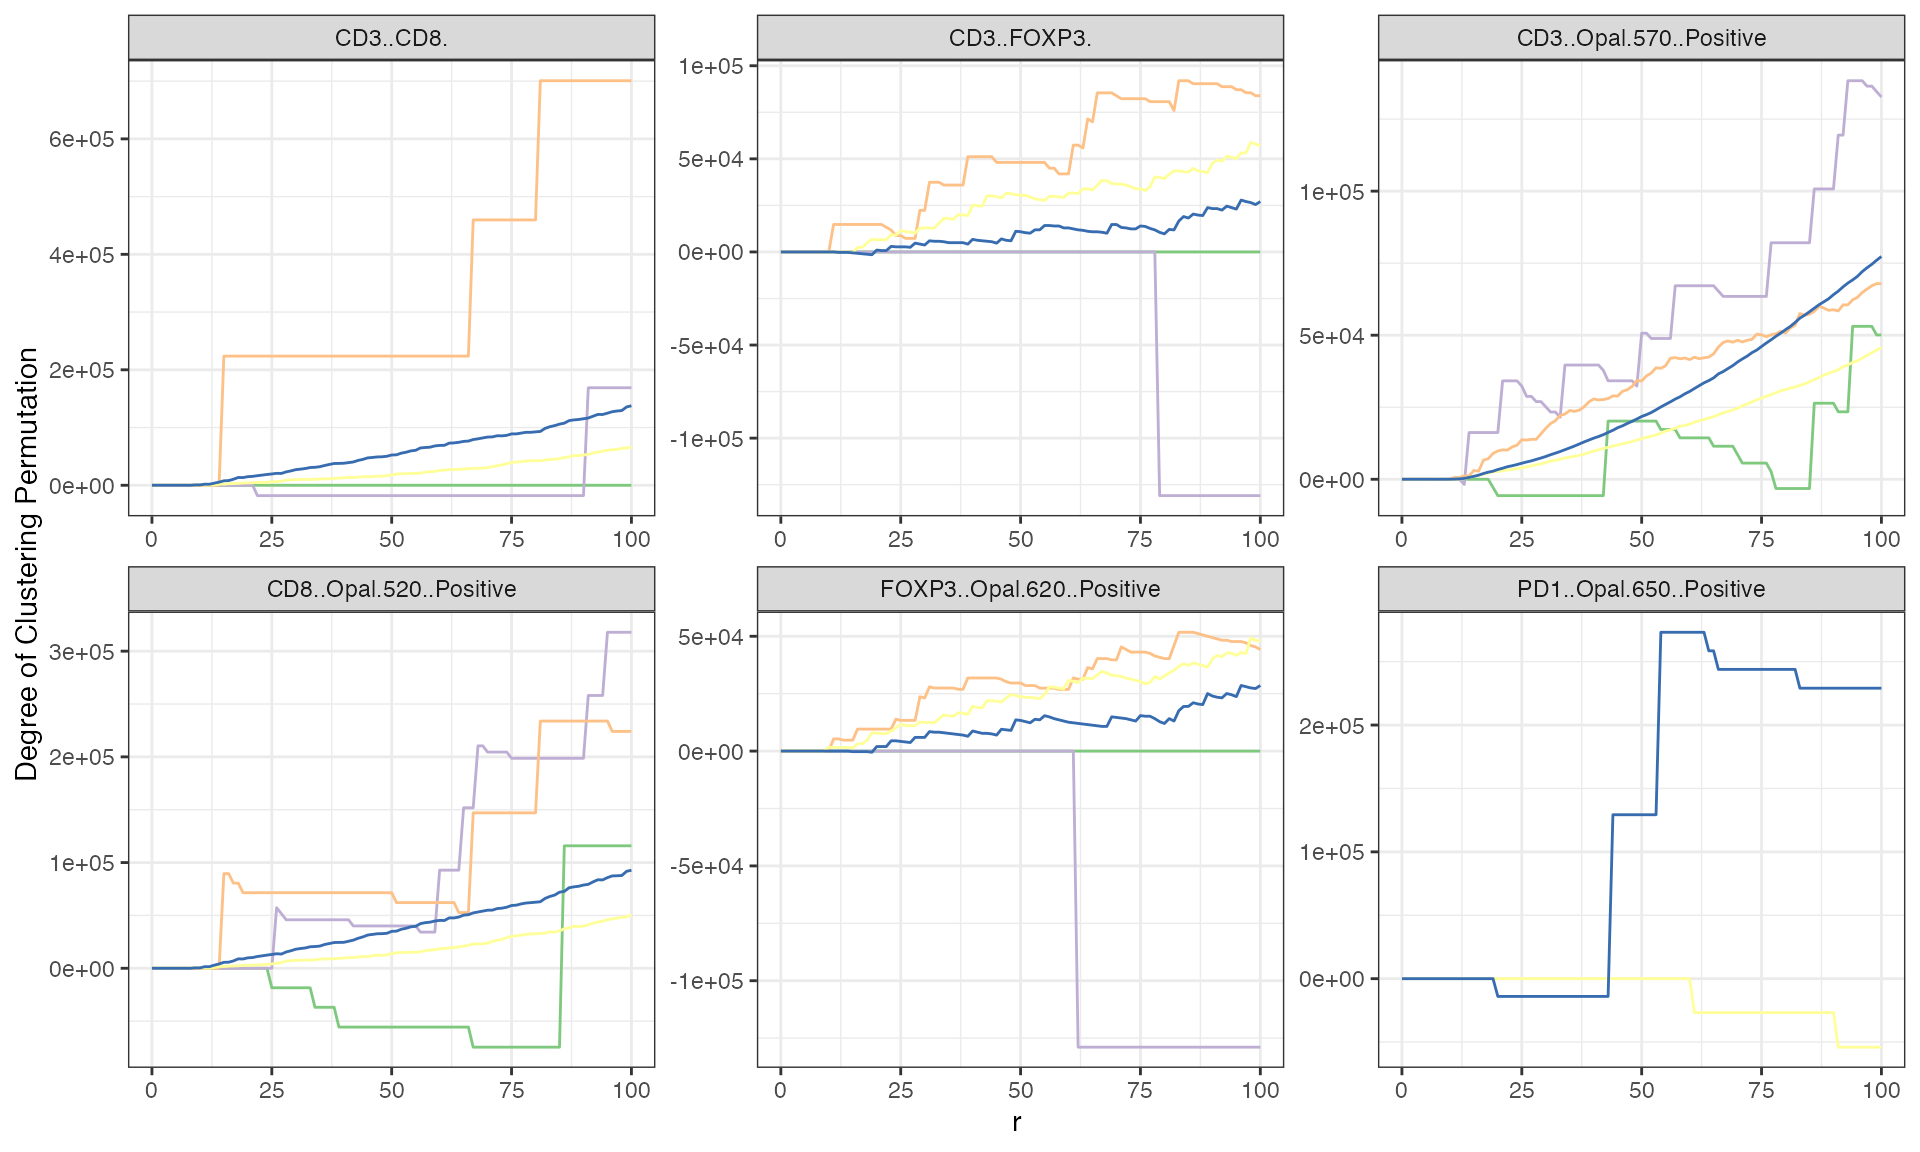 CD3..CD8.
CD3..FOXP3.
CD3..Opal.570..Positive
6e+05
4e+05
2e+05
0e+00
1e+05
5e+04
0e+00
-5e+04
-1e+05
1e+05
5e+04
0e+00
0 25 50 75 100
0 25 50 75 100
0 25 50 75 100
Degree of Clustering Permutation
CD8..Opal.520..Positive
FOXP3..Opal.620..Positive
PD1..Opal.650..Positive
3e+05
2e+05
1e+05
0e+00
5e+04
0e+00
-5e+04
-1e+05
2e+05
1e+05
0e+00
0 25 50 75 100
0 25 50 75 100
0 25 50 75 100
r